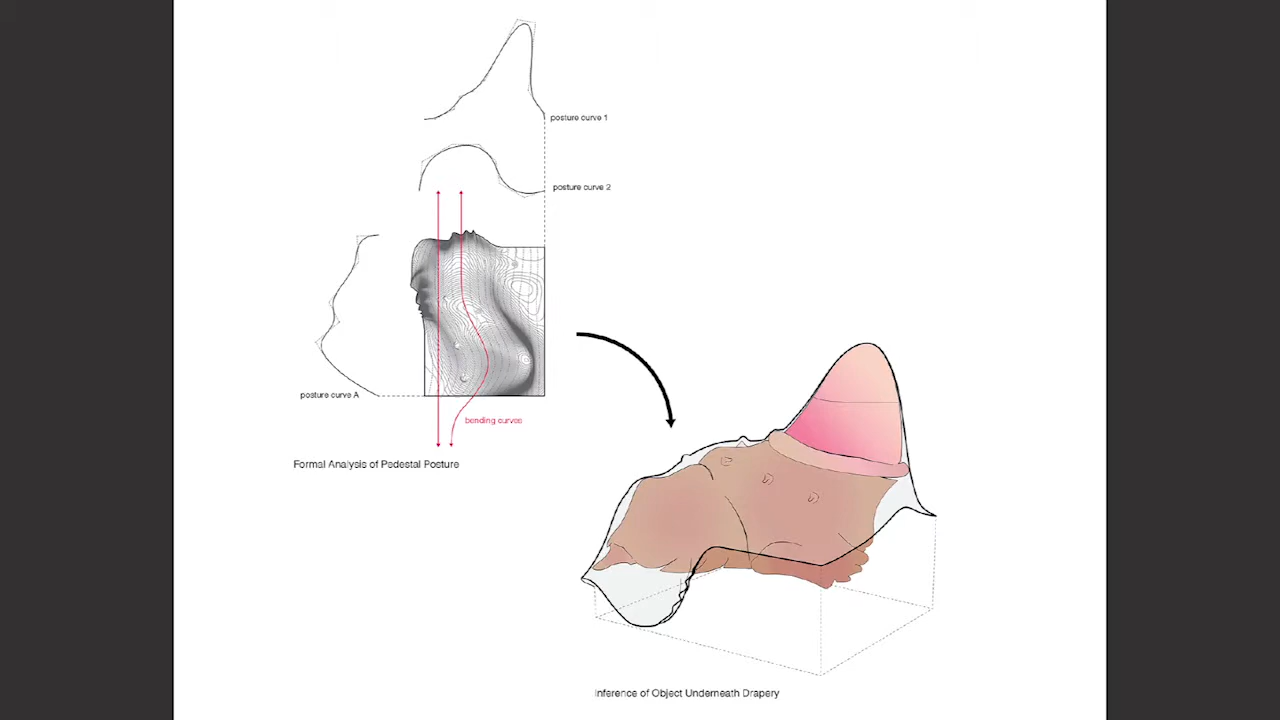 posture curve 1
posture curve 2
posture curve A
bending curves
Formal Analysis of Pedestal Posture
Inference of Object Underneath Drapery